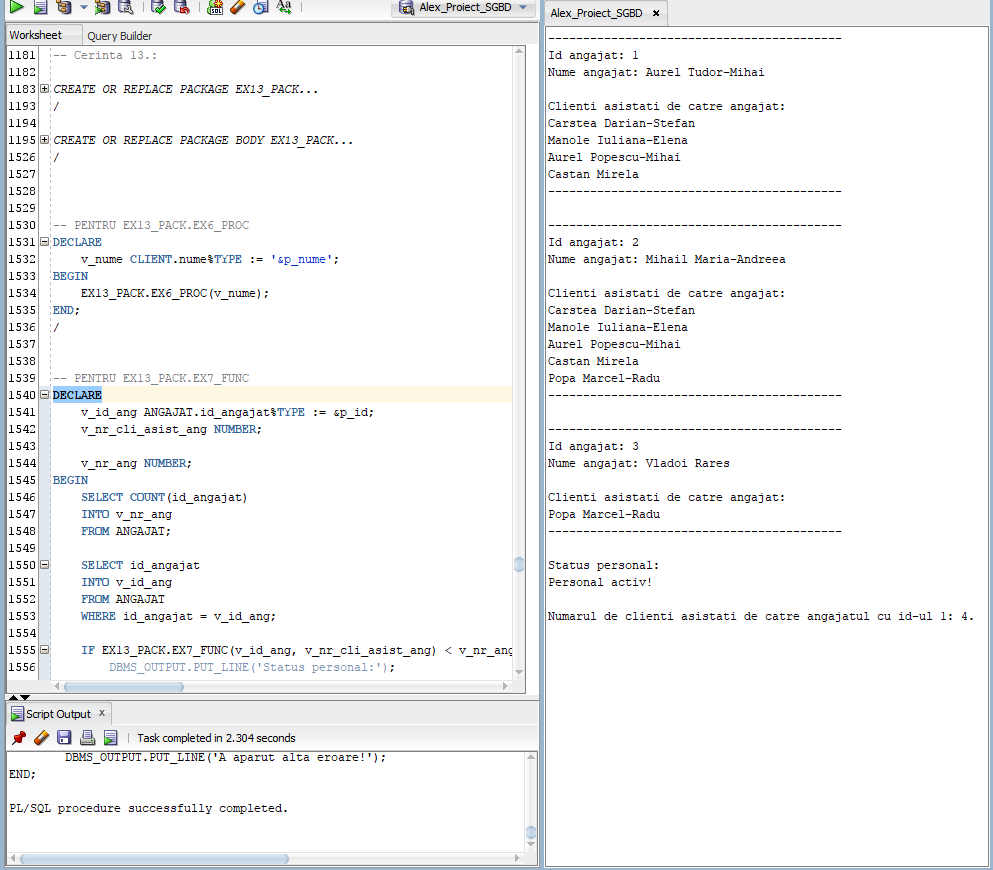 Alex_Proiect_SGBD
Worksheet Query Builder
1181 -- Cerinta 13.:
1182
1183 CREATE OR REPLACE PACKAGE EX13_PACK...
1193 /
1194
1195 CREATE OR REPLACE PACKAGE BODY EX13_PACK...
1526 /
1527
1528
1529
1530 -- PENTRU EX13_PACK.EX6_PROC
1531 DECLARE
1532     v_nume CLIENT.nume%TYPE := '&p_nume';
1533 BEGIN
1534     EX13_PACK.EX6_PROC(v_nume);
1535 END;
1536 /
1537
1538
1539 -- PENTRU EX13_PACK.EX7_FUNC
1540 DECLARE
1541     v_id_ang ANGAJAT.id_angajat%TYPE := &p_id;
1542     v_nr_cli_asist_ang NUMBER;
1543
1544     v_nr_ang NUMBER;
1545 BEGIN
1546     SELECT COUNT(id_angajat)
1547     INTO v_nr_ang
1548     FROM ANGAJAT;
1549
1550     SELECT id_angajat
1551     INTO v_id_ang
1552     FROM ANGAJAT
1553     WHERE id_angajat = v_id_ang;
1554
1555     IF EX13_PACK.EX7_FUNC(v_id_ang, v_nr_cli_asist_ang) < v_nr_ang
1556         DBMS_OUTPUT.PUT_LINE('Status personal:');
Script Output x
Task completed in 2.304 seconds
DBMS_OUTPUT.PUT_LINE('A aparut alta eroare!');
END;
PL/SQL procedure successfully completed.
Alex_Proiect_SGBD x
------------------------------------------
Id angajat: 1
Nume angajat: Aurel Tudor-Mihai
Clienti asistati de catre angajat:
Carstea Darian-Stefan
Manole Iuliana-Elena
Aurel Popescu-Mihai
Castan Mirela
------------------------------------------
------------------------------------------
Id angajat: 2
Nume angajat: Mihail Maria-Andreea
Clienti asistati de catre angajat:
Carstea Darian-Stefan
Manole Iuliana-Elena
Aurel Popescu-Mihai
Castan Mirela
Popa Marcel-Radu
------------------------------------------
------------------------------------------
Id angajat: 3
Nume angajat: Vladoi Rares
Clienti asistati de catre angajat:
Popa Marcel-Radu
------------------------------------------
Status personal:
Personal activ!
Numarul de clienti asistati de catre angajatul cu id-ul 1: 4.